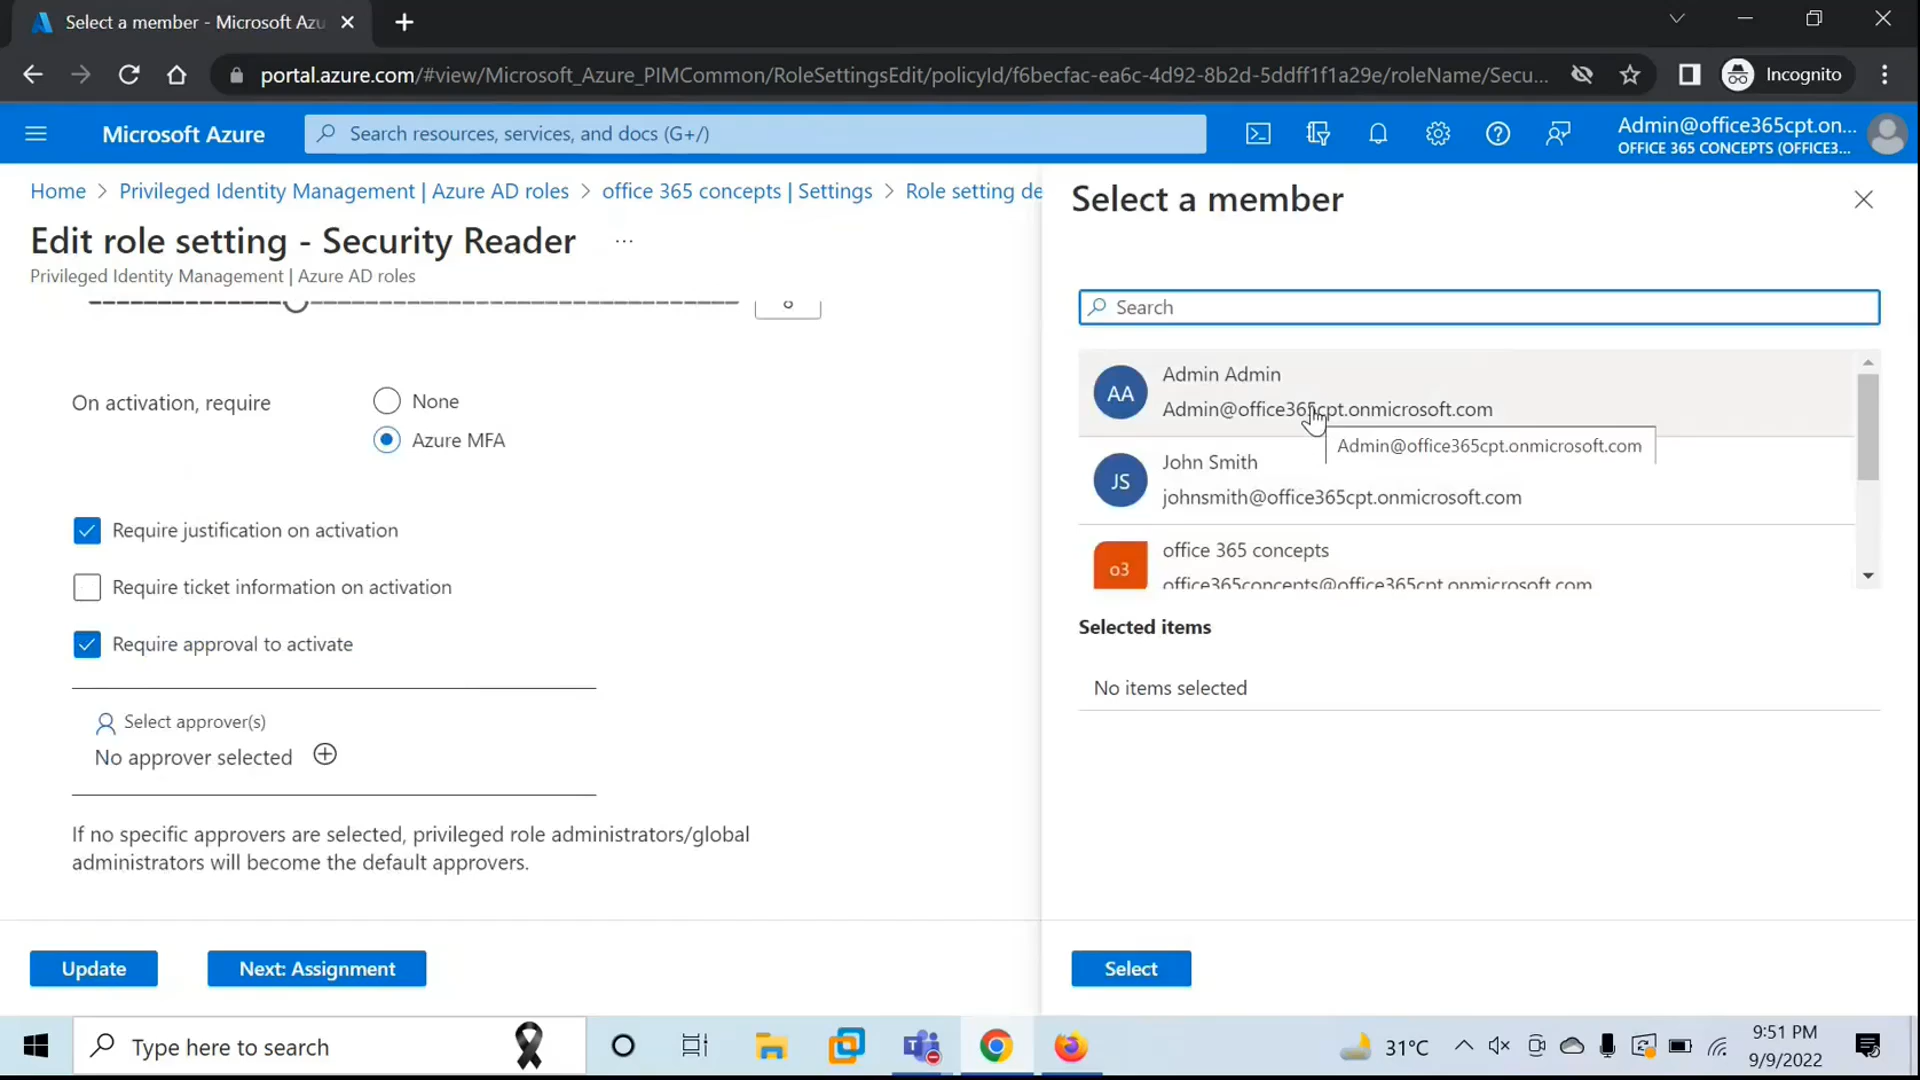 Select a member - Microsoft Azu
portal.azure.com/#view/Microsoft_Azure_PIMCommon/RoleSettingsEdit/policyId/f6becfac-ea6c-4d92-8b2d-5ddff1f1a29e/roleName/Secu...
Incognito
Microsoft Azure
Search resources, services, and docs (G+/)
Admin@office365cpt.on...
OFFICE 365 CONCEPTS (OFFICE3...
Home > Privileged Identity Management | Azure AD roles > office 365 concepts | Settings > Role setting de
Edit role setting - Security Reader ...
Privileged Identity Management | Azure AD roles
8
On activation, require
None
Azure MFA
Require justification on activation
Require ticket information on activation
Require approval to activate
Select approver(s)
No approver selected
If no specific approvers are selected, privileged role administrators/global
administrators will become the default approvers.
Update
Next: Assignment
Select a member
Search
AA
Admin Admin
Admin@office365cpt.onmicrosoft.com
Admin@office365cpt.onmicrosoft.com
JS
John Smith
johnsmith@office365cpt.onmicrosoft.com
o3
office 365 concepts
office365concepts@office365cpt.onmicrosoft.com
Selected items
No items selected
Select
Type here to search
31°C
9:51 PM
9/9/2022